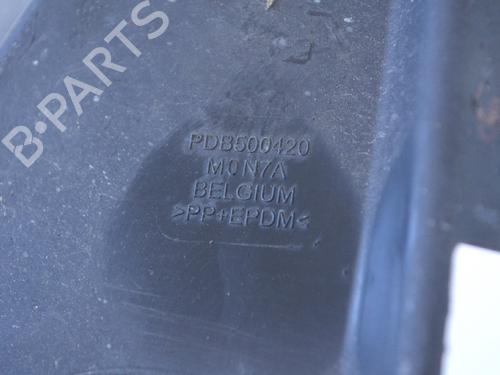 B-PARTS
PDB500420
M0N7A
BELGIUM
>PP+EPDM<